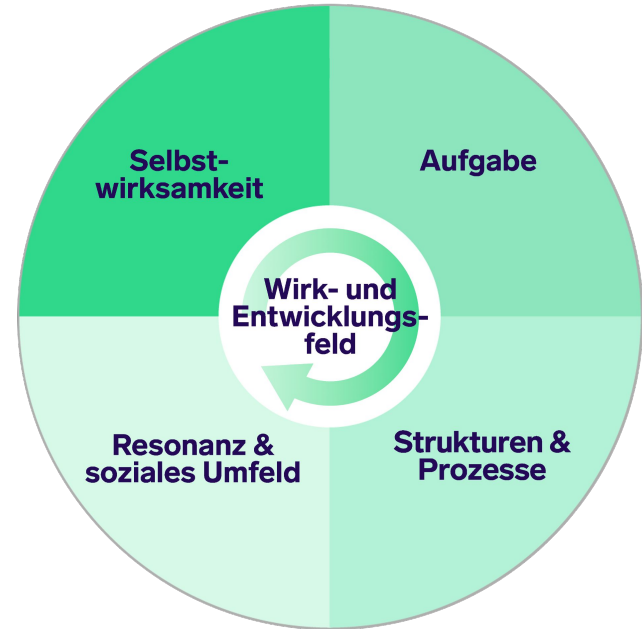 Selbst-
wirksamkeit
Aufgabe
Wirk- und
Entwicklungs-
feld
Resonanz &
soziales Umfeld
Strukturen &
Prozesse